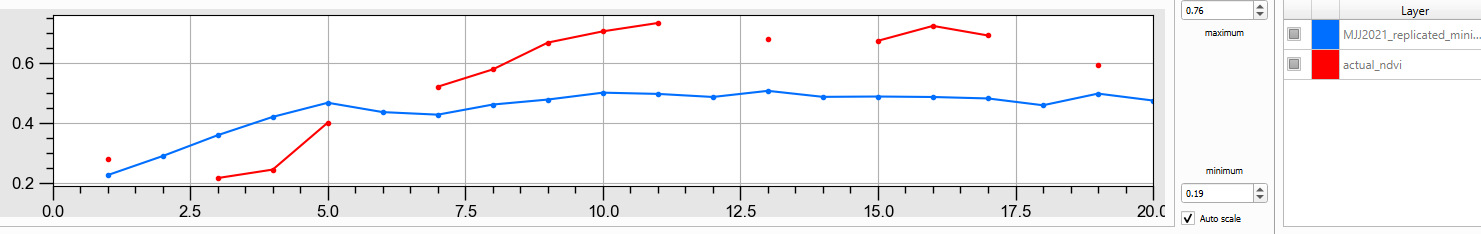 0.6
0.4
0.2
0.0 2.5 5.0 7.5 10.0 12.5 15.0 17.5 20.0
0.76
maximum
minimum
0.19
Auto scale
Layer
MJJ2021_replicated_mini...
actual_ndvi